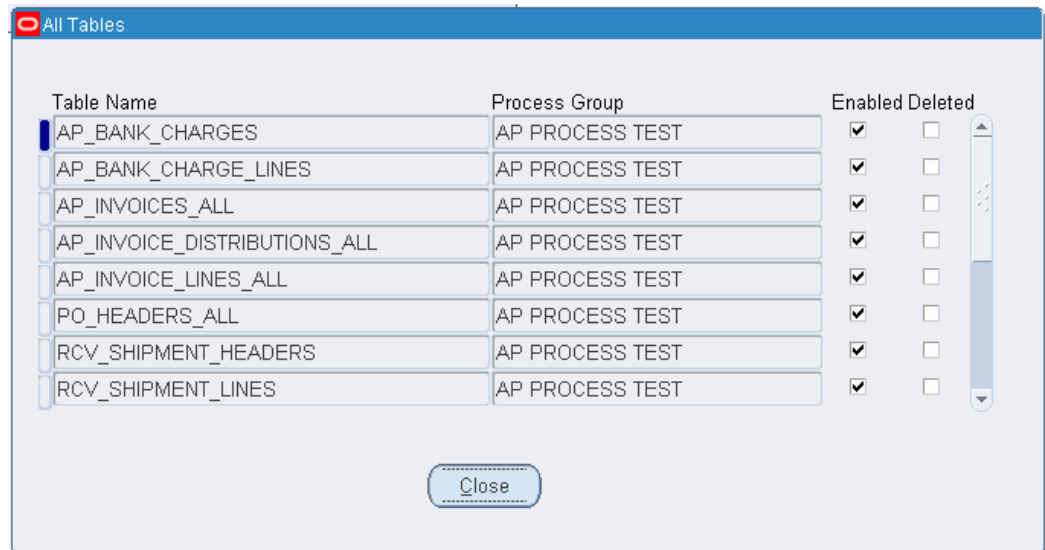 All Tables
Table Name Process Group Enabled Deleted
AP_BANK_CHARGES AP PROCESS TEST
AP_BANK_CHARGE_LINES AP PROCESS TEST
AP_INVOICES_ALL AP PROCESS TEST
AP_INVOICE_DISTRIBUTIONS_ALL AP PROCESS TEST
AP_INVOICE_LINES_ALL AP PROCESS TEST
PO_HEADERS_ALL AP PROCESS TEST
RCV_SHIPMENT_HEADERS AP PROCESS TEST
RCV_SHIPMENT_LINES AP PROCESS TEST
Close